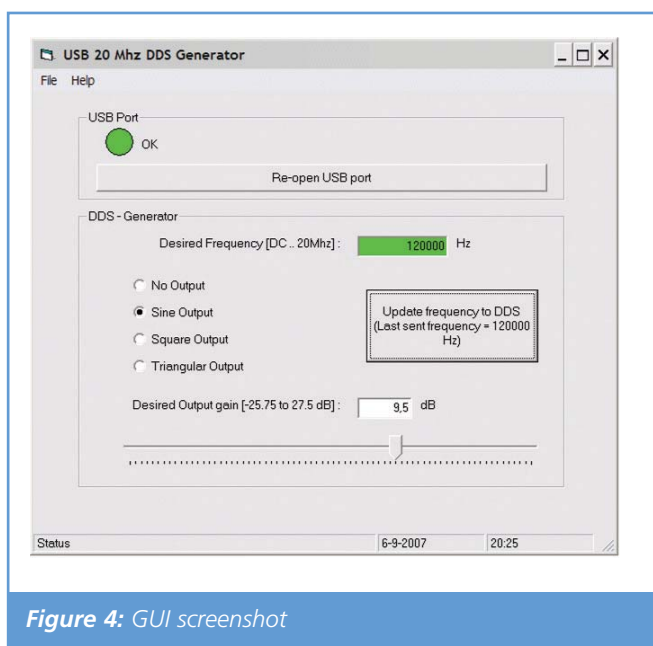 USB 20 Mhz DDS Generator
File Help
USB Port
OK
Re-open USB port
DDS - Generator
Desired Frequency [DC .. 20Mhz] : 120000 Hz
No Output
Sine Output
Square Output
Triangular Output
Update frequency to DDS
(Last sent frequency = 120000
Hz)
Desired Output gain [-25.75 to 27.5 dB] : 9,5 dB
Status 6-9-2007 20:25
Figure 4: GUI screenshot